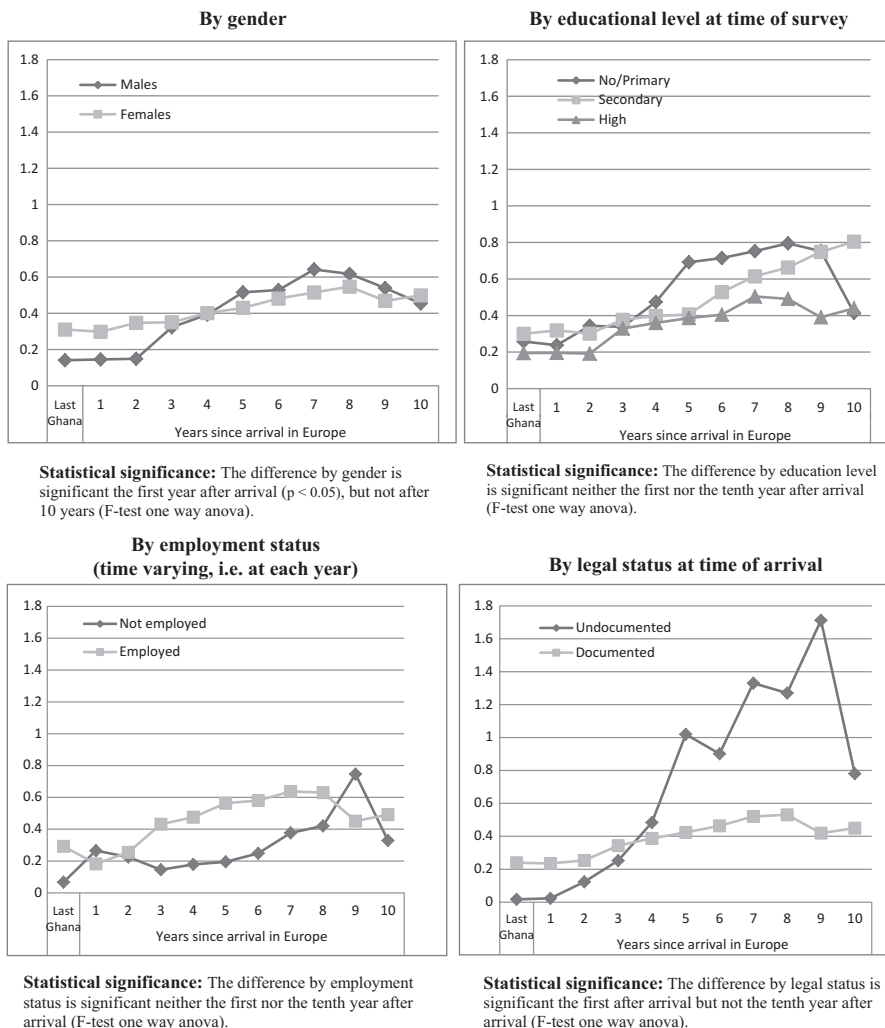 By gender
1.8
1.6
1.4
1.2
1
0.8
0.6
0.4
0.2
0
Males
Females
Last
Ghana
1 2 3 4 5 6 7 8 9 10
Years since arrival in Europe
Statistical significance: The difference by gender is
significant the first year after arrival (p < 0.05), but not after
10 years (F-test one way anova).
By educational level at time of survey
1.8
1.6
1.4
1.2
1
0.8
0.6
0.4
0.2
0
No/Primary
Secondary
High
Last
Ghana
1 2 3 4 5 6 7 8 9 10
Years since arrival in Europe
Statistical significance: The difference by education level
is significant neither the first nor the tenth year after arrival
(F-test one way anova).
By employment status
(time varying, i.e. at each year)
1.8
1.6
1.4
1.2
1
0.8
0.6
0.4
0.2
0
Not employed
Employed
Last
Ghana
1 2 3 4 5 6 7 8 9 10
Years since arrival in Europe
Statistical significance: The difference by employment
status is significant neither the first nor the tenth year after
arrival (F-test one way anova).
By legal status at time of arrival
1.8
1.6
1.4
1.2
1
0.8
0.6
0.4
0.2
0
Undocumented
Documented
Last
Ghana
1 2 3 4 5 6 7 8 9 10
Years since arrival in Europe
Statistical significance: The difference by legal status is
significant the first after arrival but not the tenth year after
arrival (F-test one way anova).